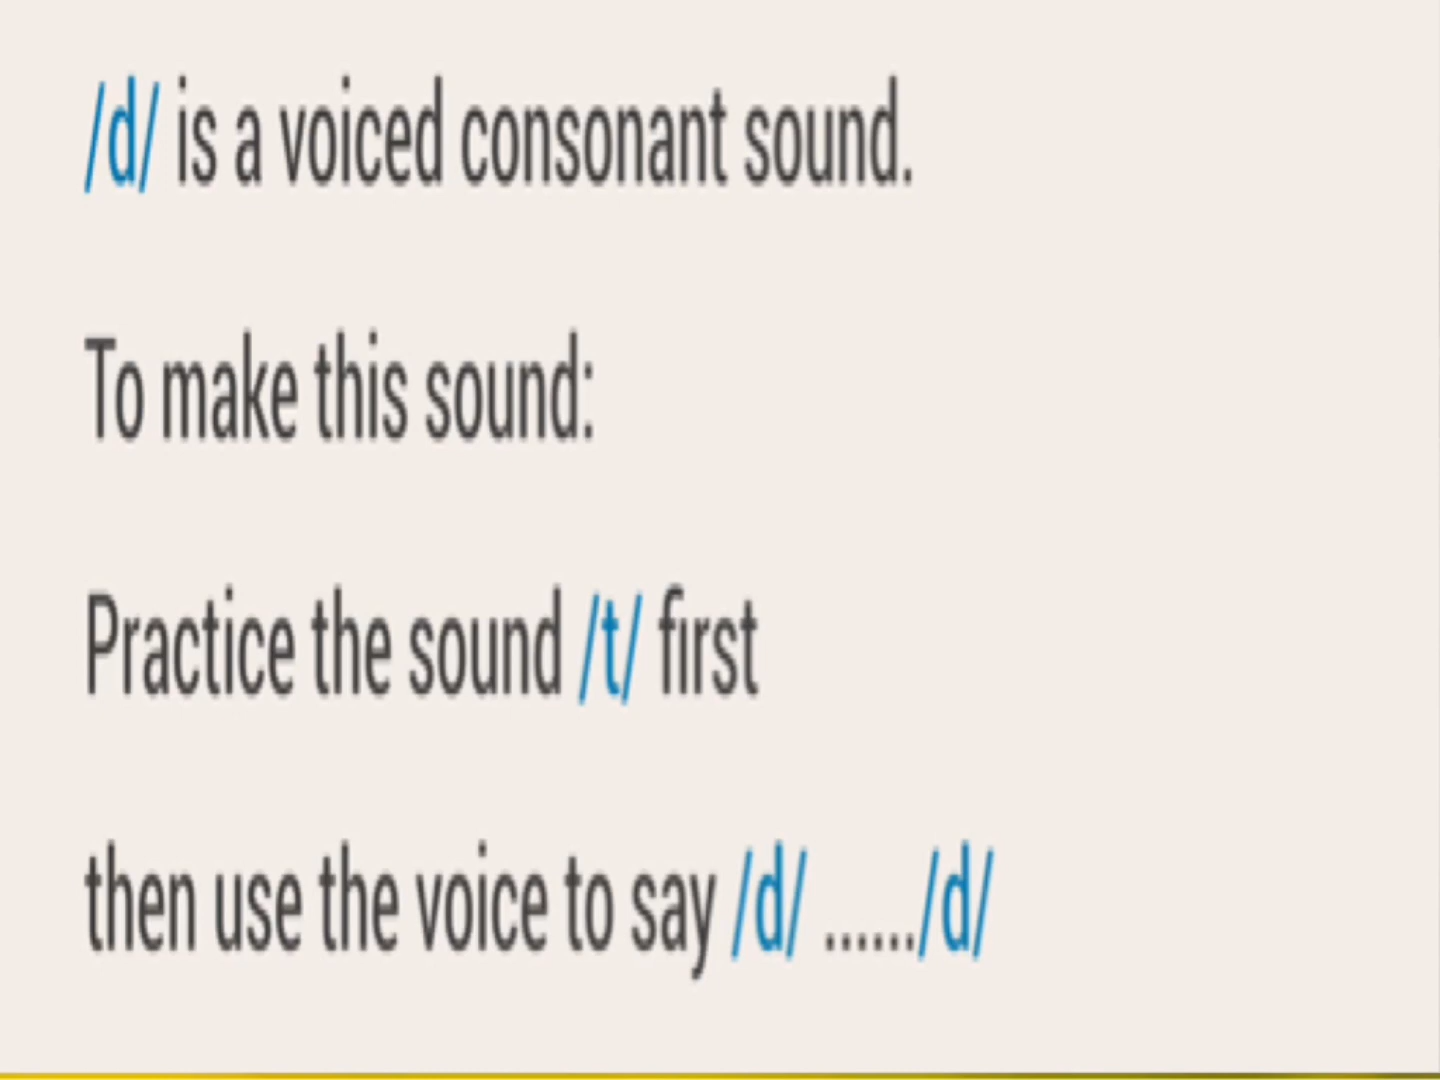 /d/ is a voiced consonant sound.
To make this sound:
Practice the sound /t/ first
then use the voice to say /d/ ....../d/